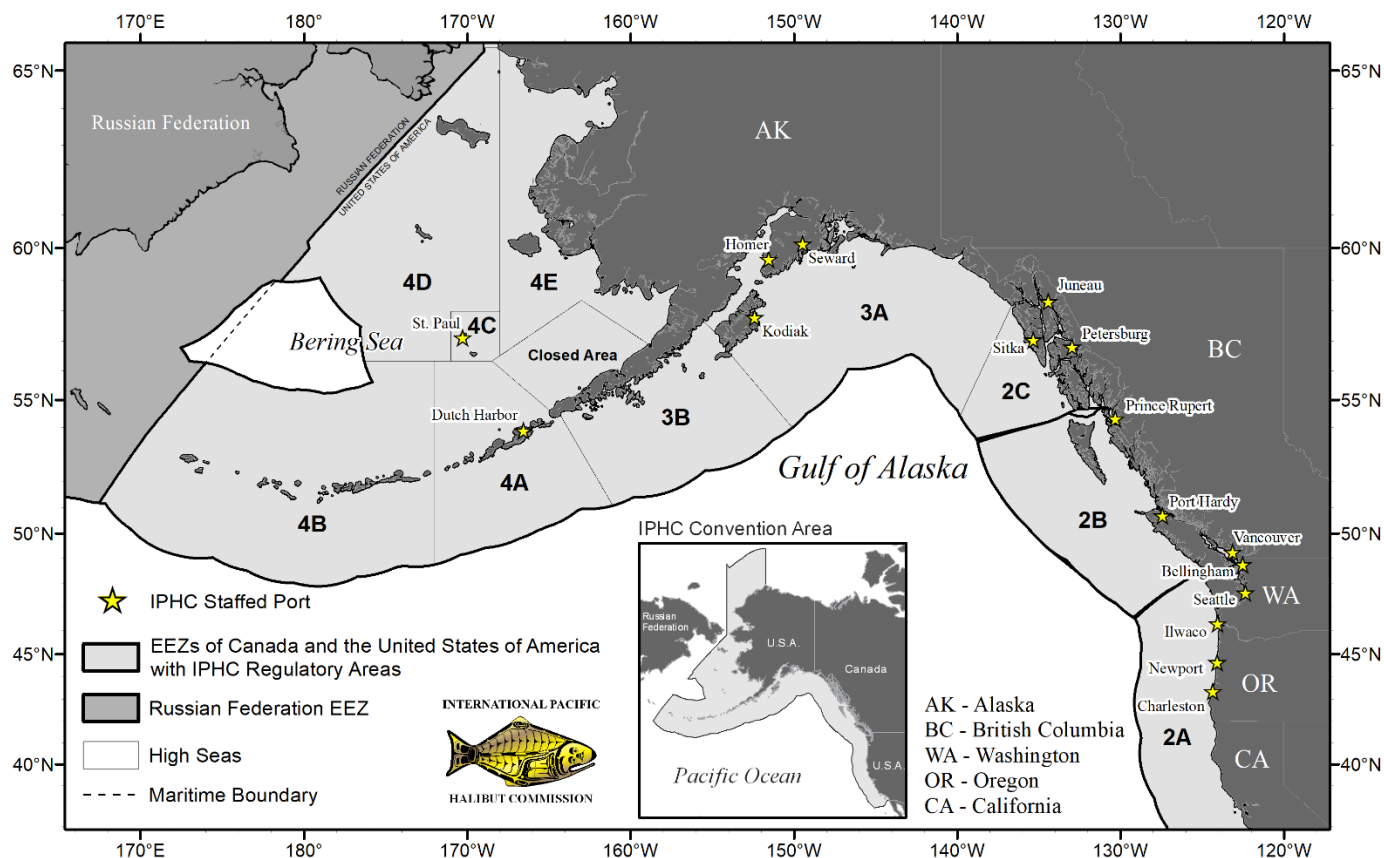 170°E 180° 170°W 160°W 150°W 140°W 130°W 120°W
65°N 65°N
Russian Federation
AK
RUSSIAN FEDERATION
UNITED STATES OF AMERICA
60°N 60°N
Homer
Seward
4D
4E
3A
Juneau
St. Paul
4C
Kodiak
Bering Sea
Closed Area
Sitka
Petersburg
BC
55°N 55°N
2C
Dutch Harbor
3B
Prince Rupert
Gulf of Alaska
4A
4B
50°N 50°N
2B
Port Hardy
Vancouver
Bellingham
Seattle
WA
Ilwaco
45°N 45°N
Newport
OR
Charleston
2A
CA
40°N 40°N
IPHC Staffed Port
EEZs of Canada and the United States of America
with IPHC Regulatory Areas
Russian Federation EEZ
High Seas
Maritime Boundary
INTERNATIONAL PACIFIC
HALIBUT COMMISSION
IPHC Convention Area
Russian
Federation
U.S.A.
Canada
U.S.A.
Pacific Ocean
AK - Alaska
BC - British Columbia
WA - Washington
OR - Oregon
CA - California
170°E 180° 170°W 160°W 150°W 140°W 130°W 120°W